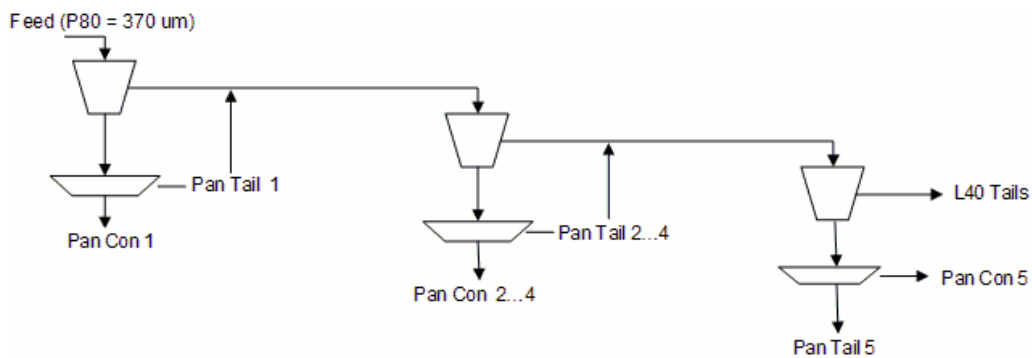 Feed (P80 = 370 um)
Pan Tail 1
Pan Con 1
Pan Tail 2...4
Pan Con 2...4
L40 Tails
Pan Con 5
Pan Tail 5